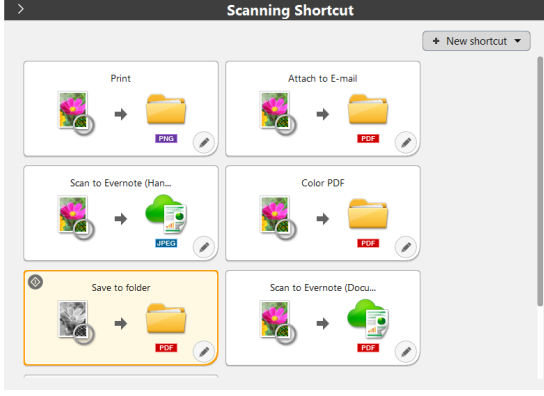 Scanning Shortcut
+ New shortcut
Print
PNG
Attach to E-mail
PDF
Scan to Evernote (Han...
JPEG
Color PDF
PDF
Save to folder
PDF
Scan to Evernote (Docu...
PDF